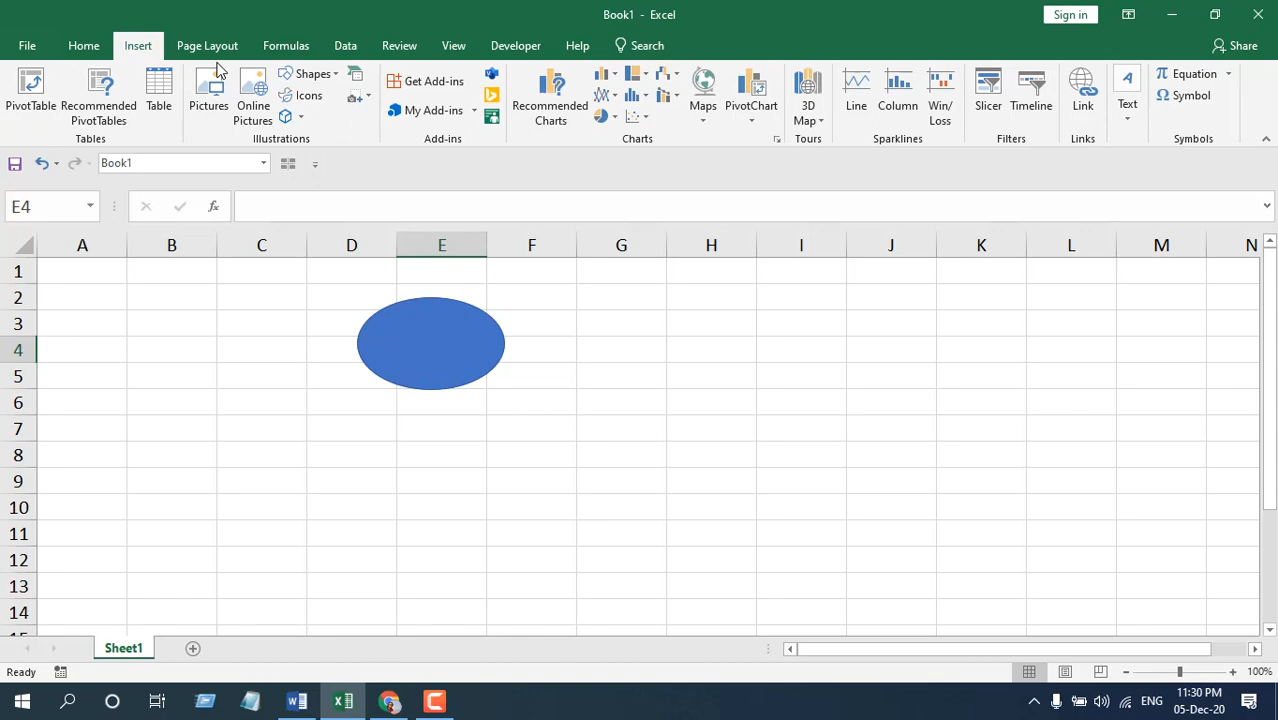 Book1 - Excel
Sign in
File Home Insert Page Layout Formulas Data Review View Developer Help Search Share
PivotTable
Recommended PivotTables
Table
Tables
Pictures
Online Pictures
Shapes
Icons
Illustrations
Get Add-ins
My Add-ins
Add-ins
Recommended Charts
Maps
PivotChart
Charts
3D Map
Tours
Line
Column
Win/ Loss
Sparklines
Slicer
Timeline
Filters
Link
Links
A
Text
Equation
Symbol
Symbols
Book1
E4
fx
A B C D E F G H I J K L M N
1
2
3
4
5
6
7
8
9
10
11
12
13
14
15
Sheet1
Ready
100%
W
ENG
11:30 PM
05-Dec-20